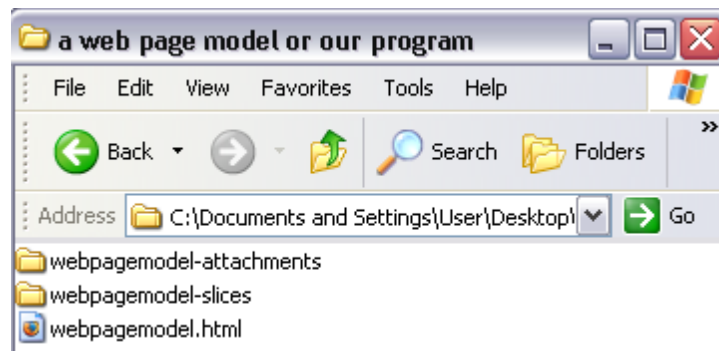 a web page model or our program
File Edit View Favorites Tools Help
Back Search Folders »
Address C:\Documents and Settings\User\Desktop\ Go
webpagemodel-attachments
webpagemodel-slices
webpagemodel.html